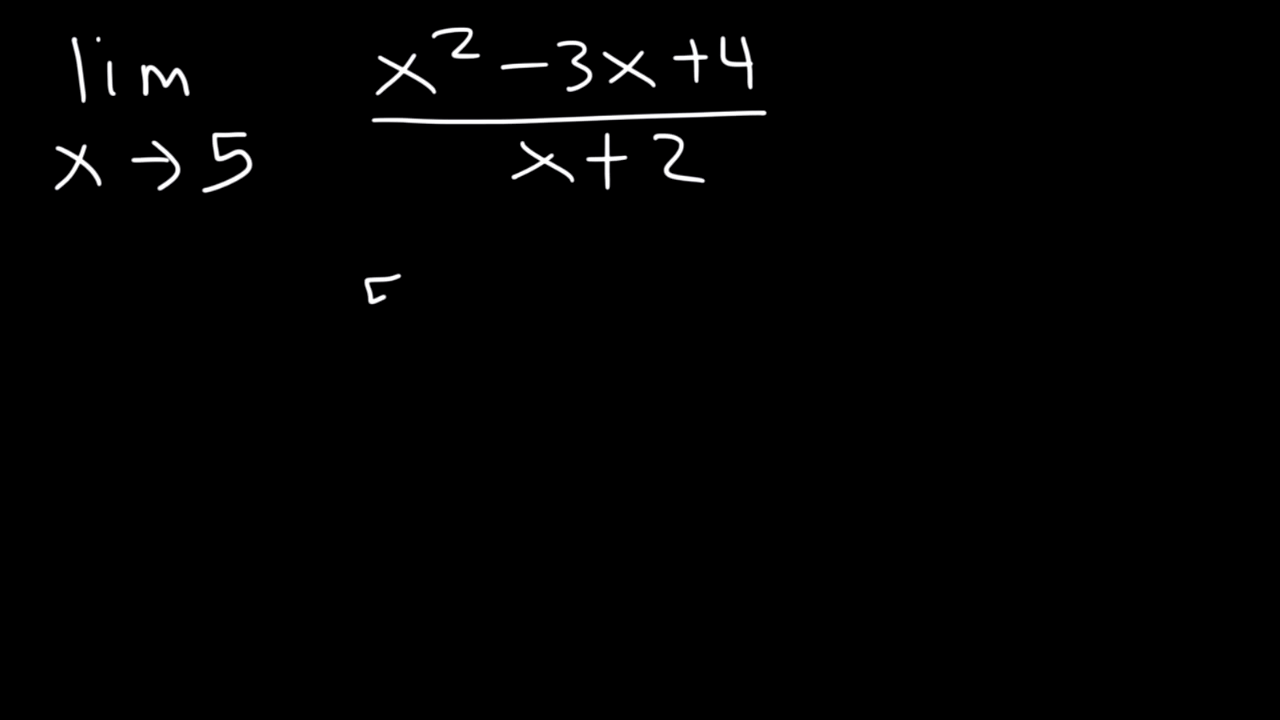 lim x² - 3x + 4
x → 5 x + 2